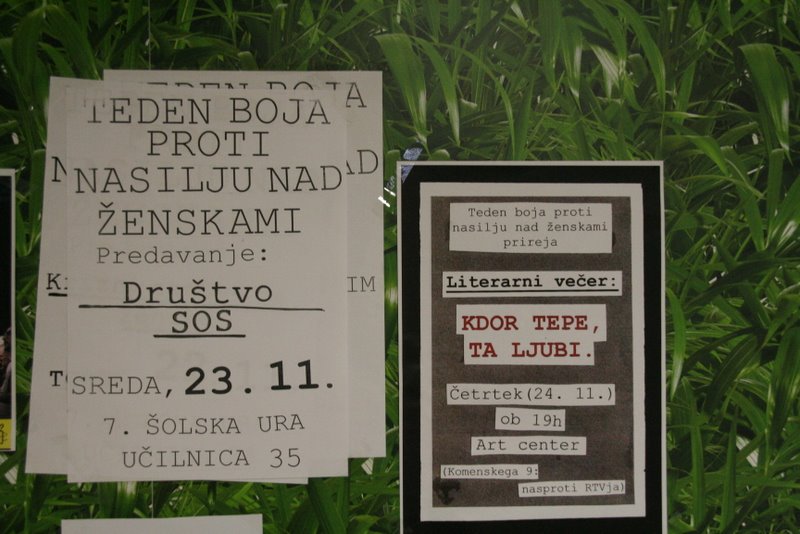 TEDEN BOJA
PROTI
NASILJU NAD
ŽENSKAMI
Predavanje:
Društvo
SOS
SREDA, 23. 11.
7. ŠOLSKA URA
UČILNICA 35
TEDEN BOJA
Teden boja proti
nasilju nad ženskami
prireja
Literarni večer:
KDOR TEPE,
TA LJUBI.
Četrtek(24. 11.)
ob 19h
Art center
(Komenskega 9:
nasproti RTVja)